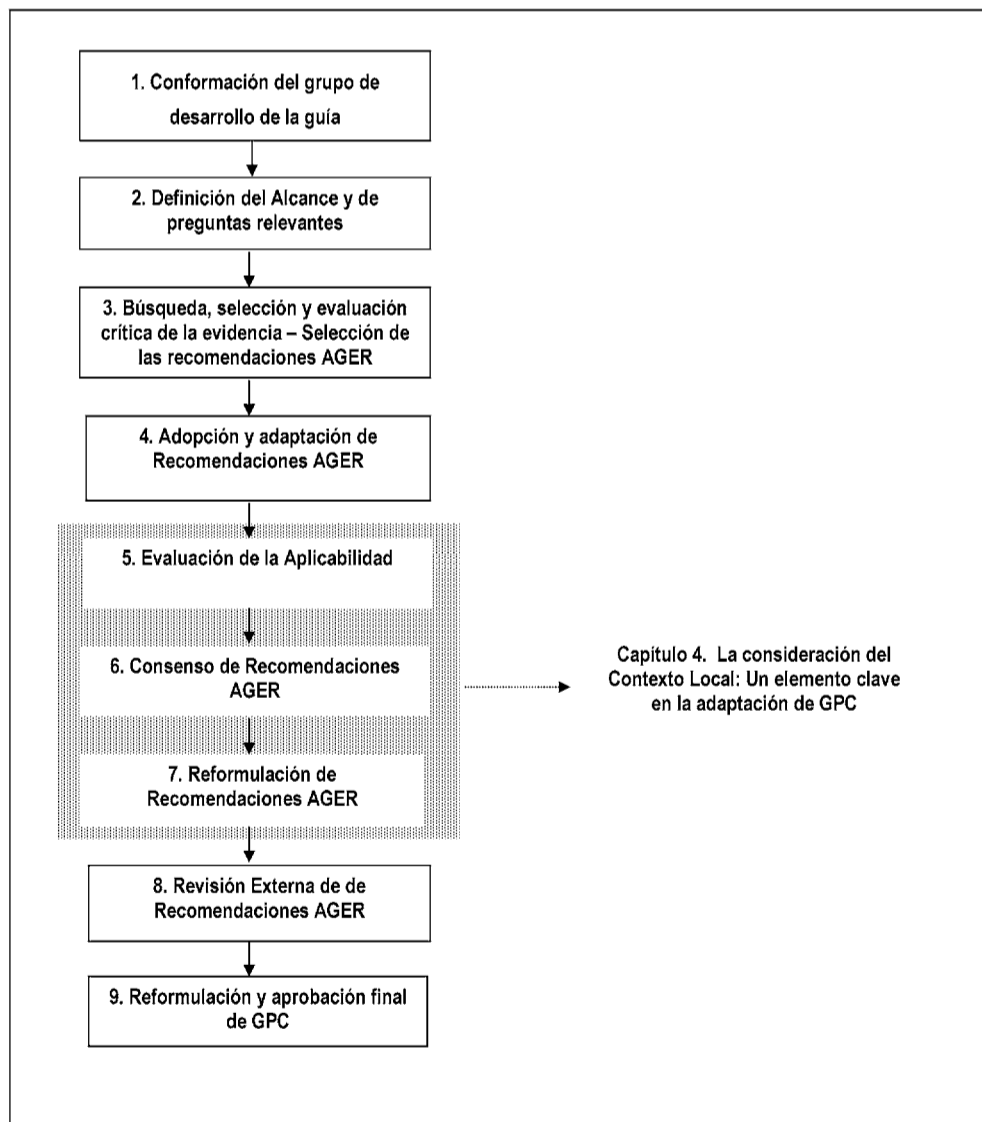 1. Conformación del grupo de
desarrollo de la guía
2. Definición del Alcance y de
preguntas relevantes
3. Búsqueda, selección y evaluación
crítica de la evidencia – Selección de
las recomendaciones AGER
4. Adopción y adaptación de
Recomendaciones AGER
5. Evaluación de la Aplicabilidad
6. Consenso de Recomendaciones
AGER
7. Reformulación de
Recomendaciones AGER
Capítulo 4. La consideración del
Contexto Local: Un elemento clave
en la adaptación de GPC
8. Revisión Externa de de
Recomendaciones AGER
9. Reformulación y aprobación final
de GPC